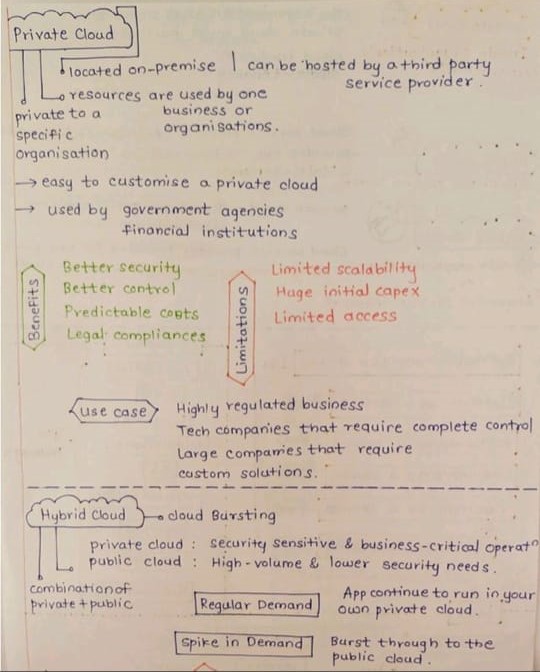 Private Cloud
located on-premise | can be hosted by a third party
service provider.
resources are used by one
business or
organisations.
private to a
specific
organisation
→ easy to customise a private cloud
→ used by government agencies
financial institutions
Benefits
Better security
Better control
Predictable costs
Legal compliances
Limitations
Limited scalability
Huge initial capex
Limited access
use case
Highly regulated business
Tech companies that require complete control
Large companies that require
custom solutions.
Hybrid Cloud
cloud Bursting
private cloud : security sensitive & business-critical operatⁿ
public cloud : High-volume & lower security needs.
combination of
private + public
Regular Demand
App continue to run in your
own private cloud.
Spike in Demand
Burst through to the
public cloud.